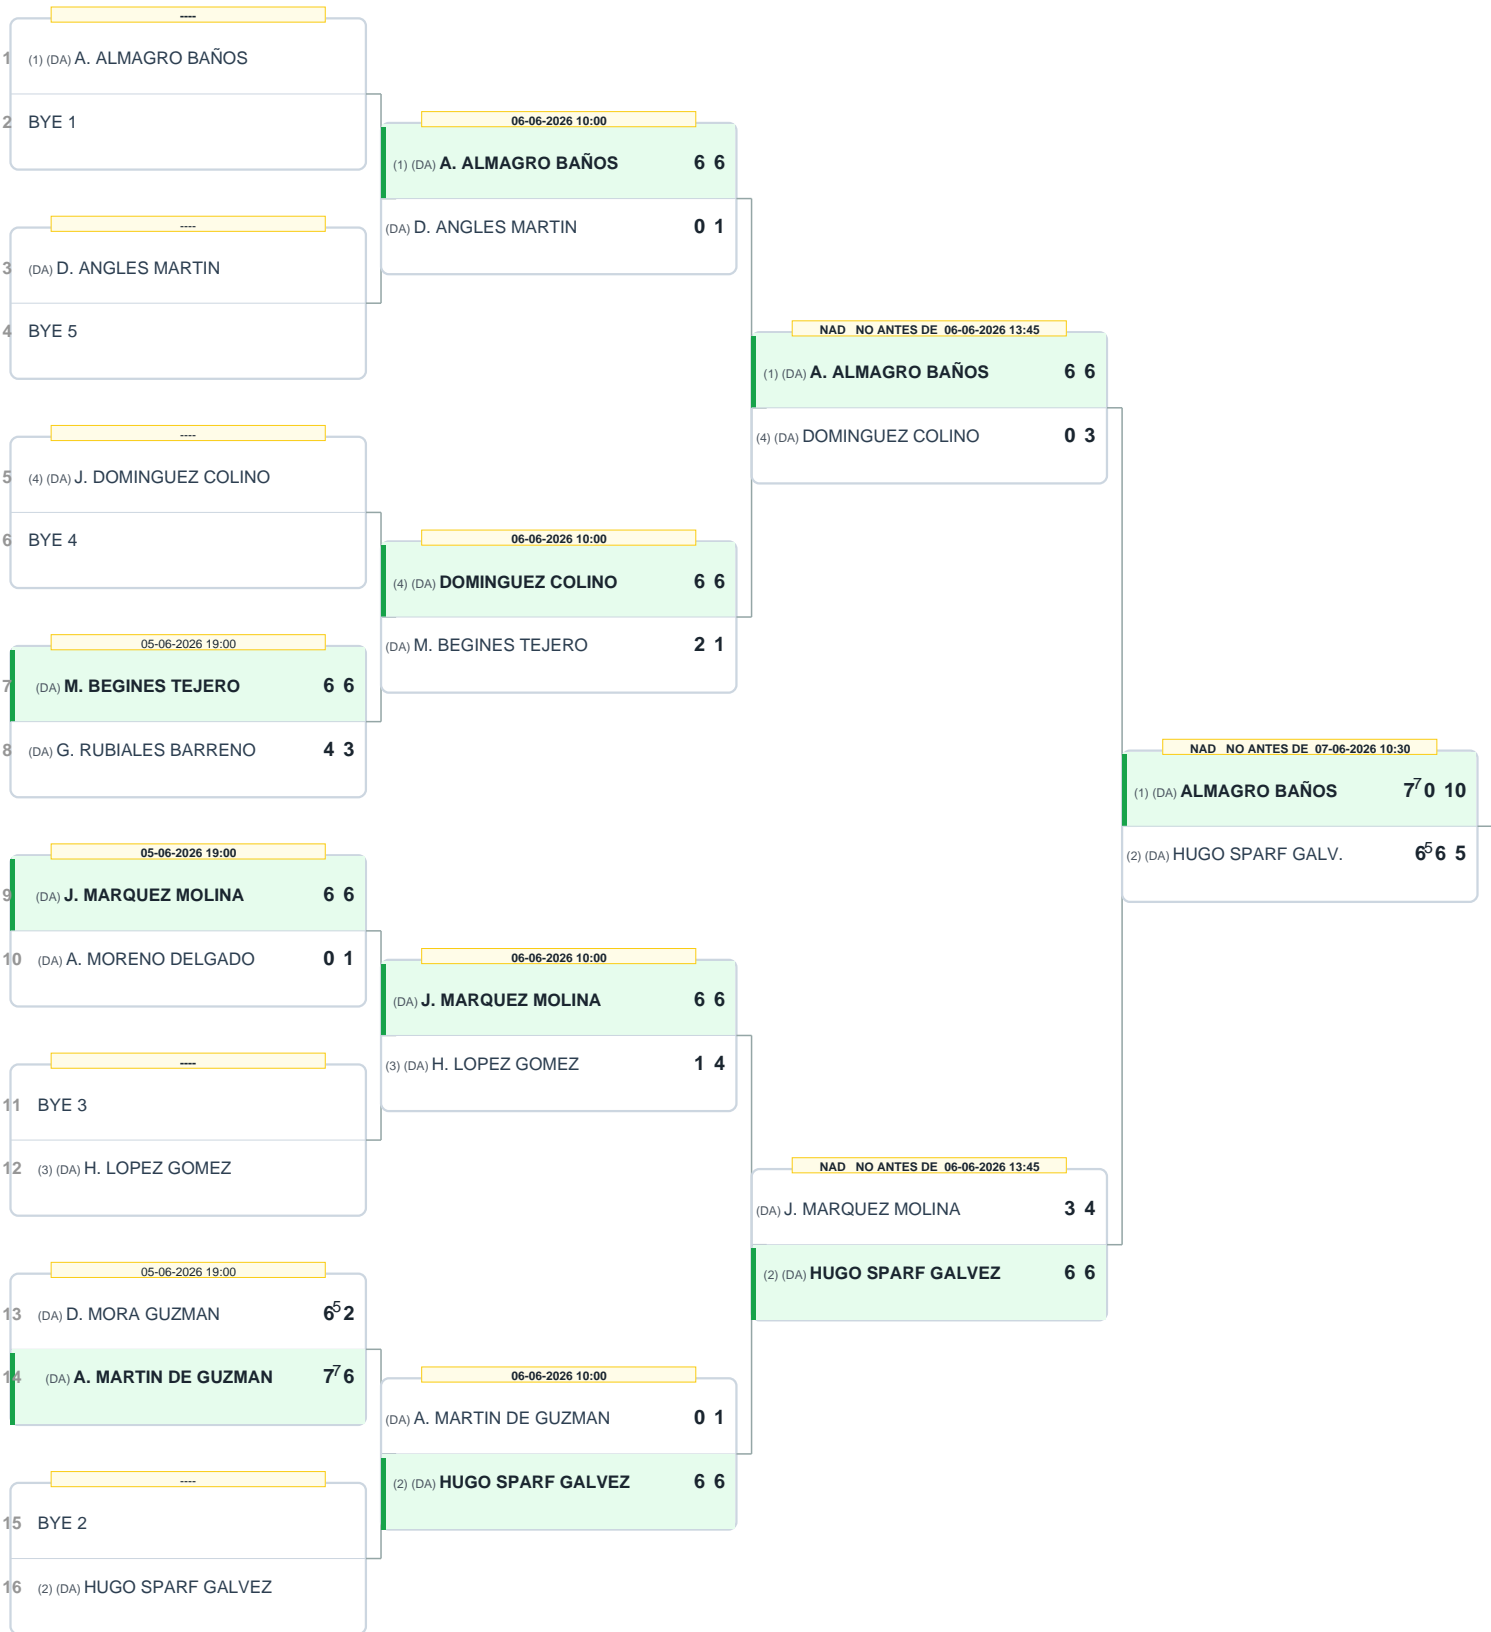 ----
1 (1) (DA) A. ALMAGRO BAÑOS
2 BYE 1
----
3 (DA) D. ANGLES MARTIN
4 BYE 5
----
5 (4) (DA) J. DOMINGUEZ COLINO
6 BYE 4
05-06-2026 19:00
7 (DA) M. BEGINES TEJERO 6 6
8 (DA) G. RUBIALES BARRENO 4 3
05-06-2026 19:00
9 (DA) J. MARQUEZ MOLINA 6 6
10 (DA) A. MORENO DELGADO 0 1
----
11 BYE 3
12 (3) (DA) H. LOPEZ GOMEZ
05-06-2026 19:00
13 (DA) D. MORA GUZMAN 6⁵ 2
14 (DA) A. MARTIN DE GUZMAN 7⁷ 6
----
15 BYE 2
16 (2) (DA) HUGO SPARF GALVEZ
06-06-2026 10:00
(1) (DA) A. ALMAGRO BAÑOS 6 6
(DA) D. ANGLES MARTIN 0 1
06-06-2026 10:00
(4) (DA) DOMINGUEZ COLINO 6 6
(DA) M. BEGINES TEJERO 2 1
06-06-2026 10:00
(DA) J. MARQUEZ MOLINA 6 6
(3) (DA) H. LOPEZ GOMEZ 1 4
06-06-2026 10:00
(DA) A. MARTIN DE GUZMAN 0 1
(2) (DA) HUGO SPARF GALVEZ 6 6
NAD NO ANTES DE 06-06-2026 13:45
(1) (DA) A. ALMAGRO BAÑOS 6 6
(4) (DA) DOMINGUEZ COLINO 0 3
NAD NO ANTES DE 06-06-2026 13:45
(DA) J. MARQUEZ MOLINA 3 4
(2) (DA) HUGO SPARF GALVEZ 6 6
NAD NO ANTES DE 07-06-2026 10:30
(1) (DA) ALMAGRO BAÑOS 7⁷ 0 10
(2) (DA) HUGO SPARF GALV. 6⁵ 6 5